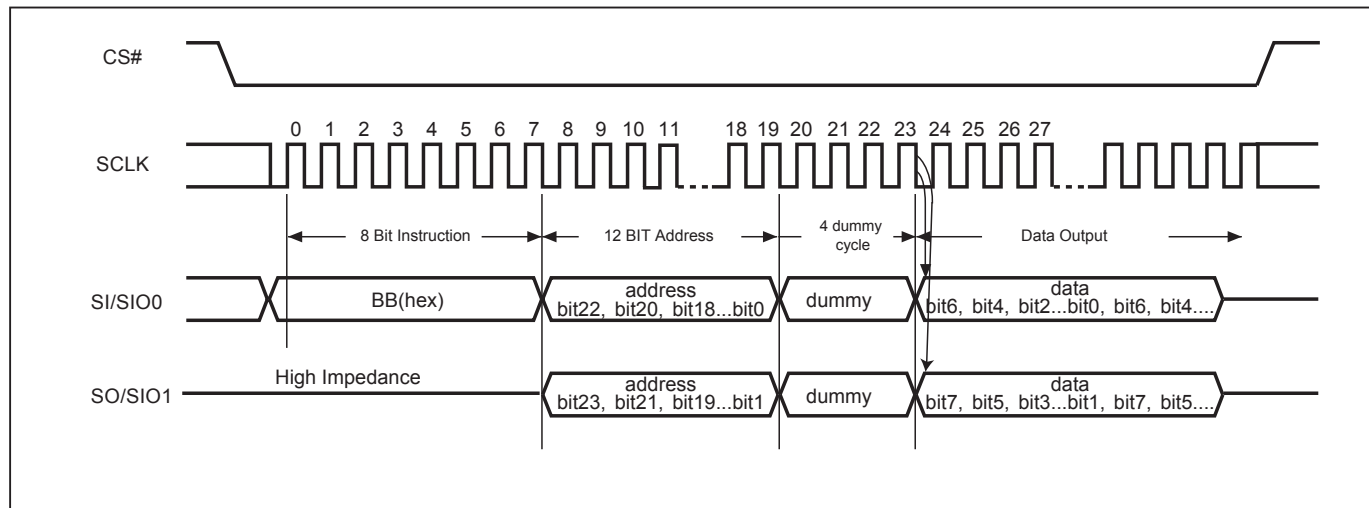 CS#
0 1 2 3 4 5 6 7 8 9 10 11 18 19 20 21 22 23 24 25 26 27
SCLK
8 Bit Instruction
12 BIT Address
4 dummy
cycle
Data Output
SI/SIO0
BB(hex)
address
bit22, bit20, bit18...bit0
dummy
data
bit6, bit4, bit2...bit0, bit6, bit4....
High Impedance
SO/SIO1
address
bit23, bit21, bit19...bit1
dummy
data
bit7, bit5, bit3...bit1, bit7, bit5....